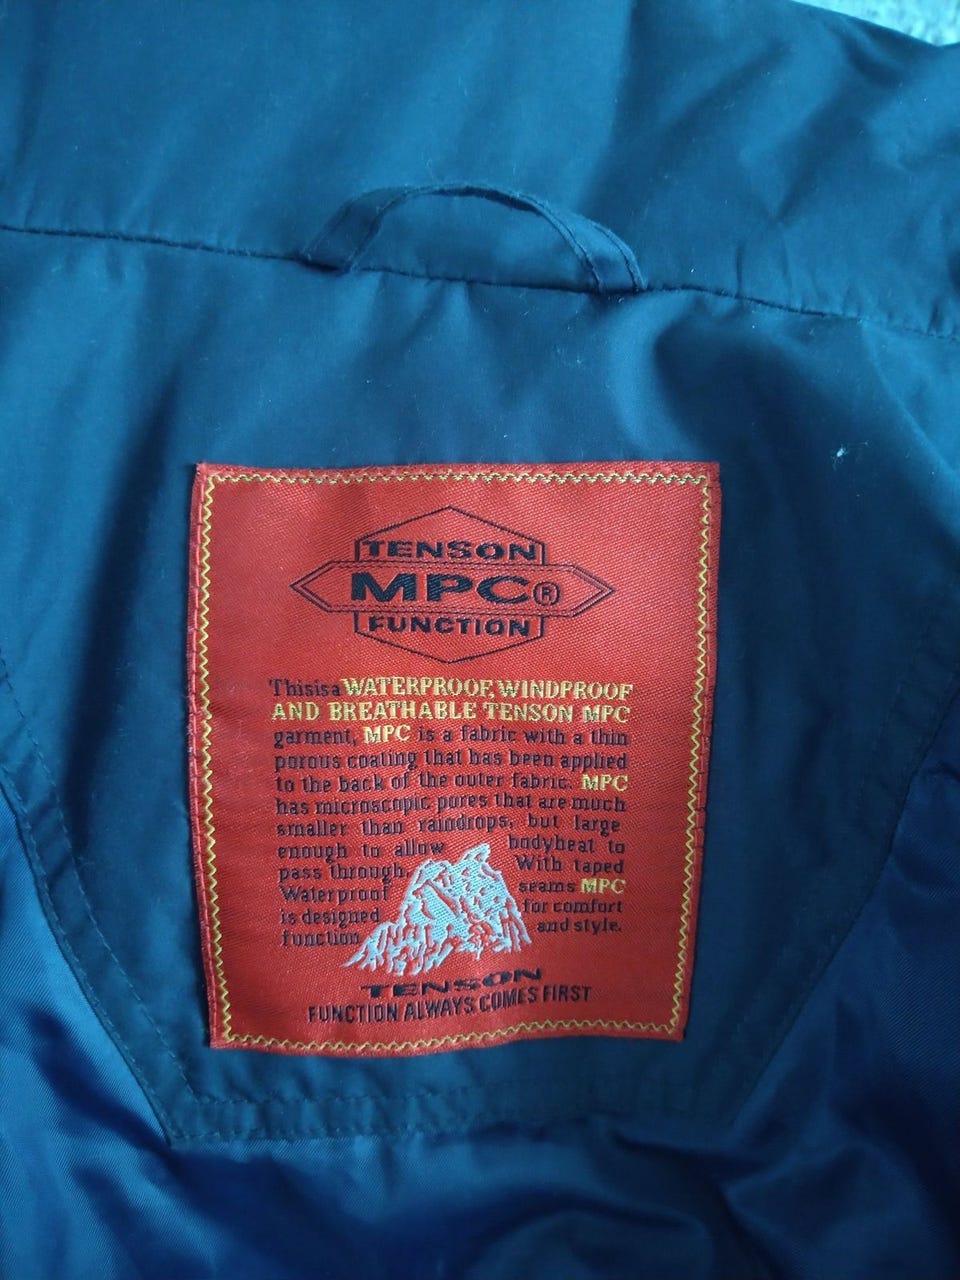 TENSON
MPC®
FUNCTION
This is a WATERPROOF, WINDPROOF
AND BREATHABLE TENSON MPC
garment, MPC is a fabric with a thin
porous coating that has been applied
to the back of the outer fabric. MPC
has microscopic pores that are much
smaller than raindrops, but large
enough to allow bodyheat to
pass through. With taped
Waterproof seams MPC
is designed for comfort
function and style.
TENSON
FUNCTION ALWAYS COMES FIRST